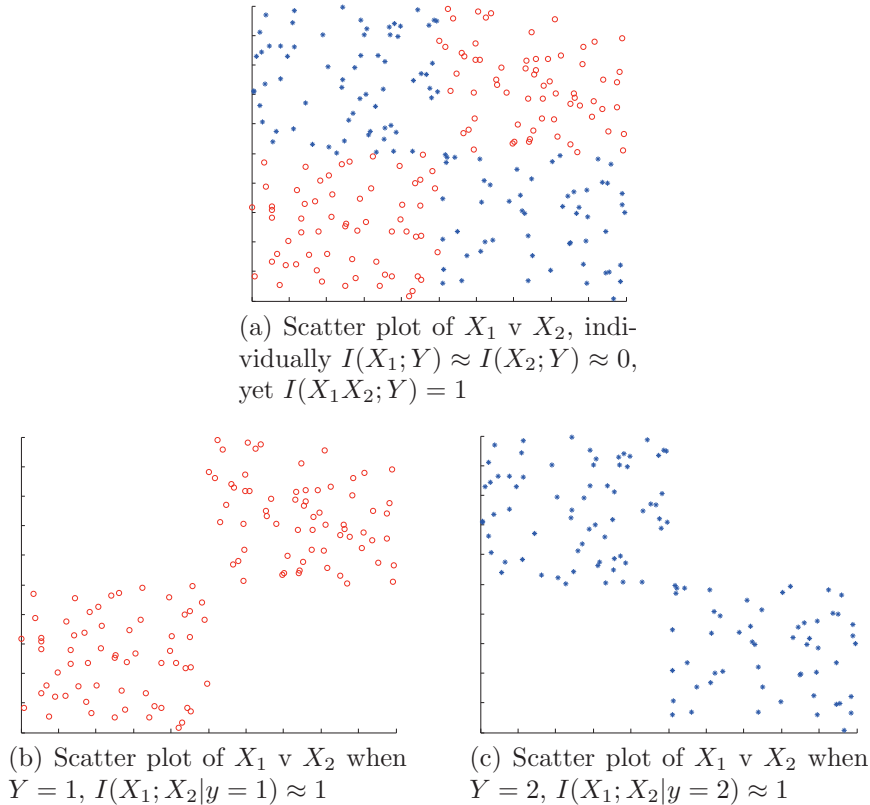 (a) Scatter plot of X₁ v X₂, indi-
vidually I(X₁; Y) ≈ I(X₂; Y) ≈ 0,
yet I(X₁X₂; Y) = 1
(b) Scatter plot of X₁ v X₂ when
Y = 1, I(X₁; X₂|y = 1) ≈ 1
(c) Scatter plot of X₁ v X₂ when
Y = 2, I(X₁; X₂|y = 2) ≈ 1